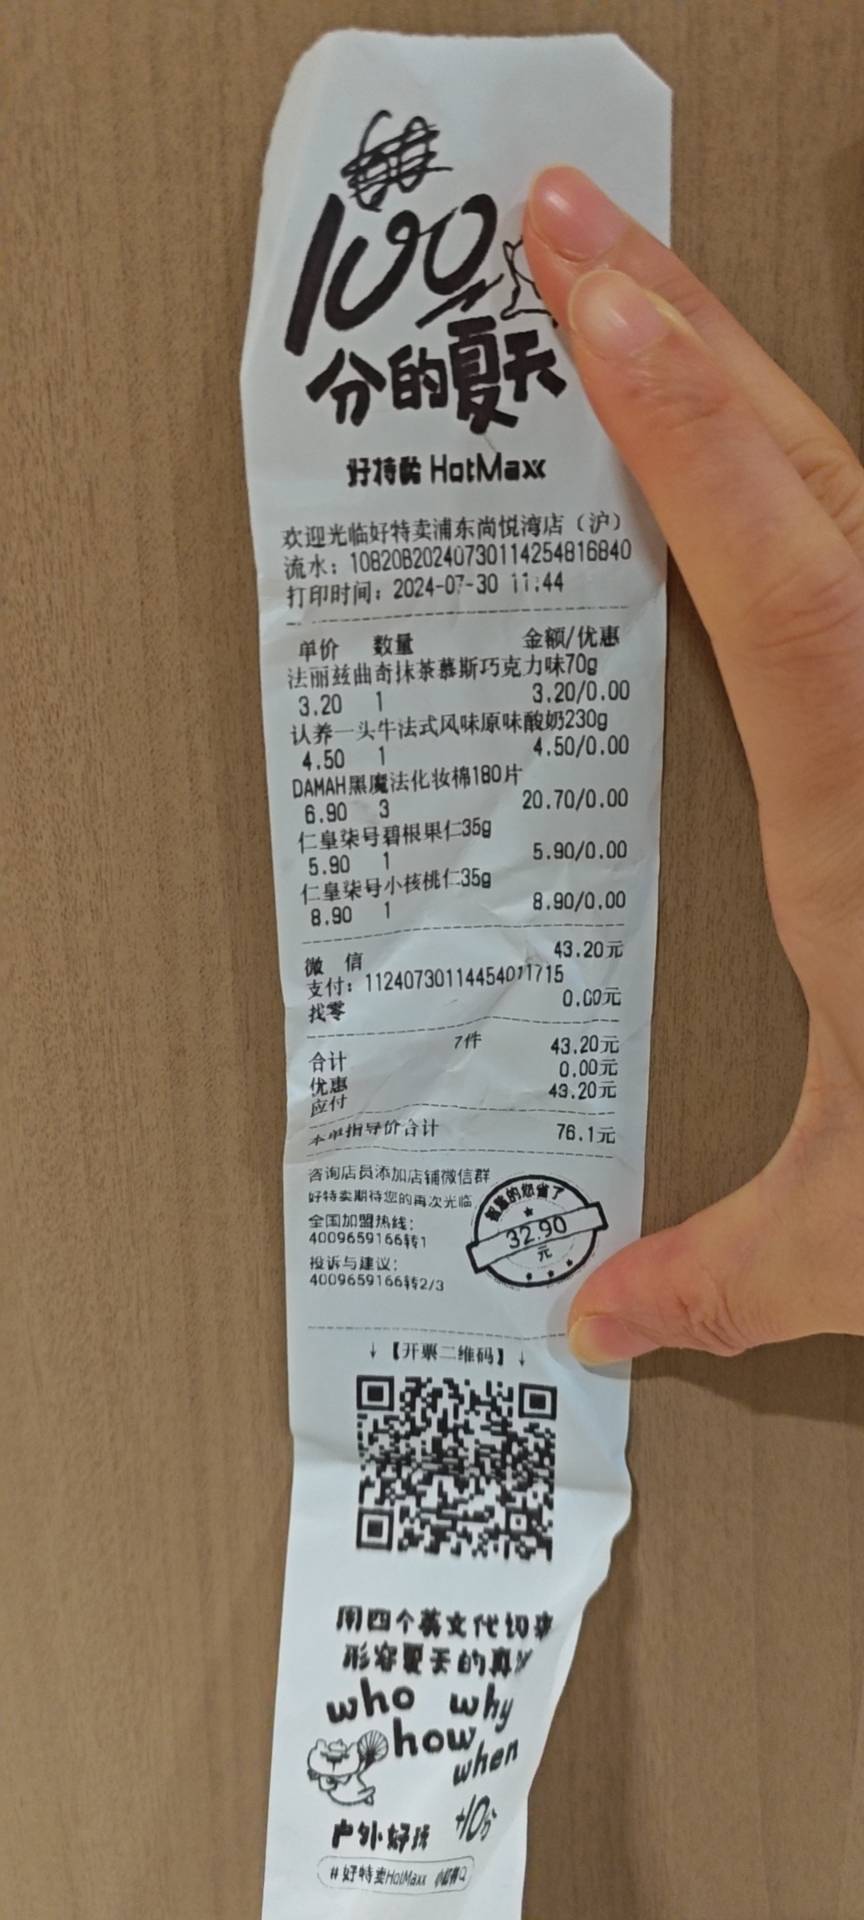 100
分的夏天
好特卖 HotMaxx
欢迎光临好特卖浦东尚悦湾店（沪）
流水：10820B20240730114254816840
打印时间：2024-07-30 11:44
单价 数量 金额/优惠
法丽兹曲奇抹茶慕斯巧克力味70g
3.20 1 3.20/0.00
认养一头牛法式风味原味酸奶230g
4.50 1 4.50/0.00
DAMAH黑魔法化妆棉180片
6.90 3 20.70/0.00
仁皇柒号碧根果仁35g
5.90 1 5.90/0.00
仁皇柒号小核桃仁35g
8.90 1 8.90/0.00
微 信 43.20元
支付：11240730114454011715
找零 0.00元
合计 7件 43.20元
优惠 0.00元
应付 43.20元
本单指导价合计 76.1元
咨询店员添加店铺微信群
好特卖期待您的再次光临
全国加盟热线：
4009659166转1
投诉与建议：
4009659166转2/3
祝贺的您省了
32.90
元
↓【开票二维码】↓
用四个英文代切来
形容夏天的真
who why
how
when
户外好玩 +10分
#好特卖HotMaxx